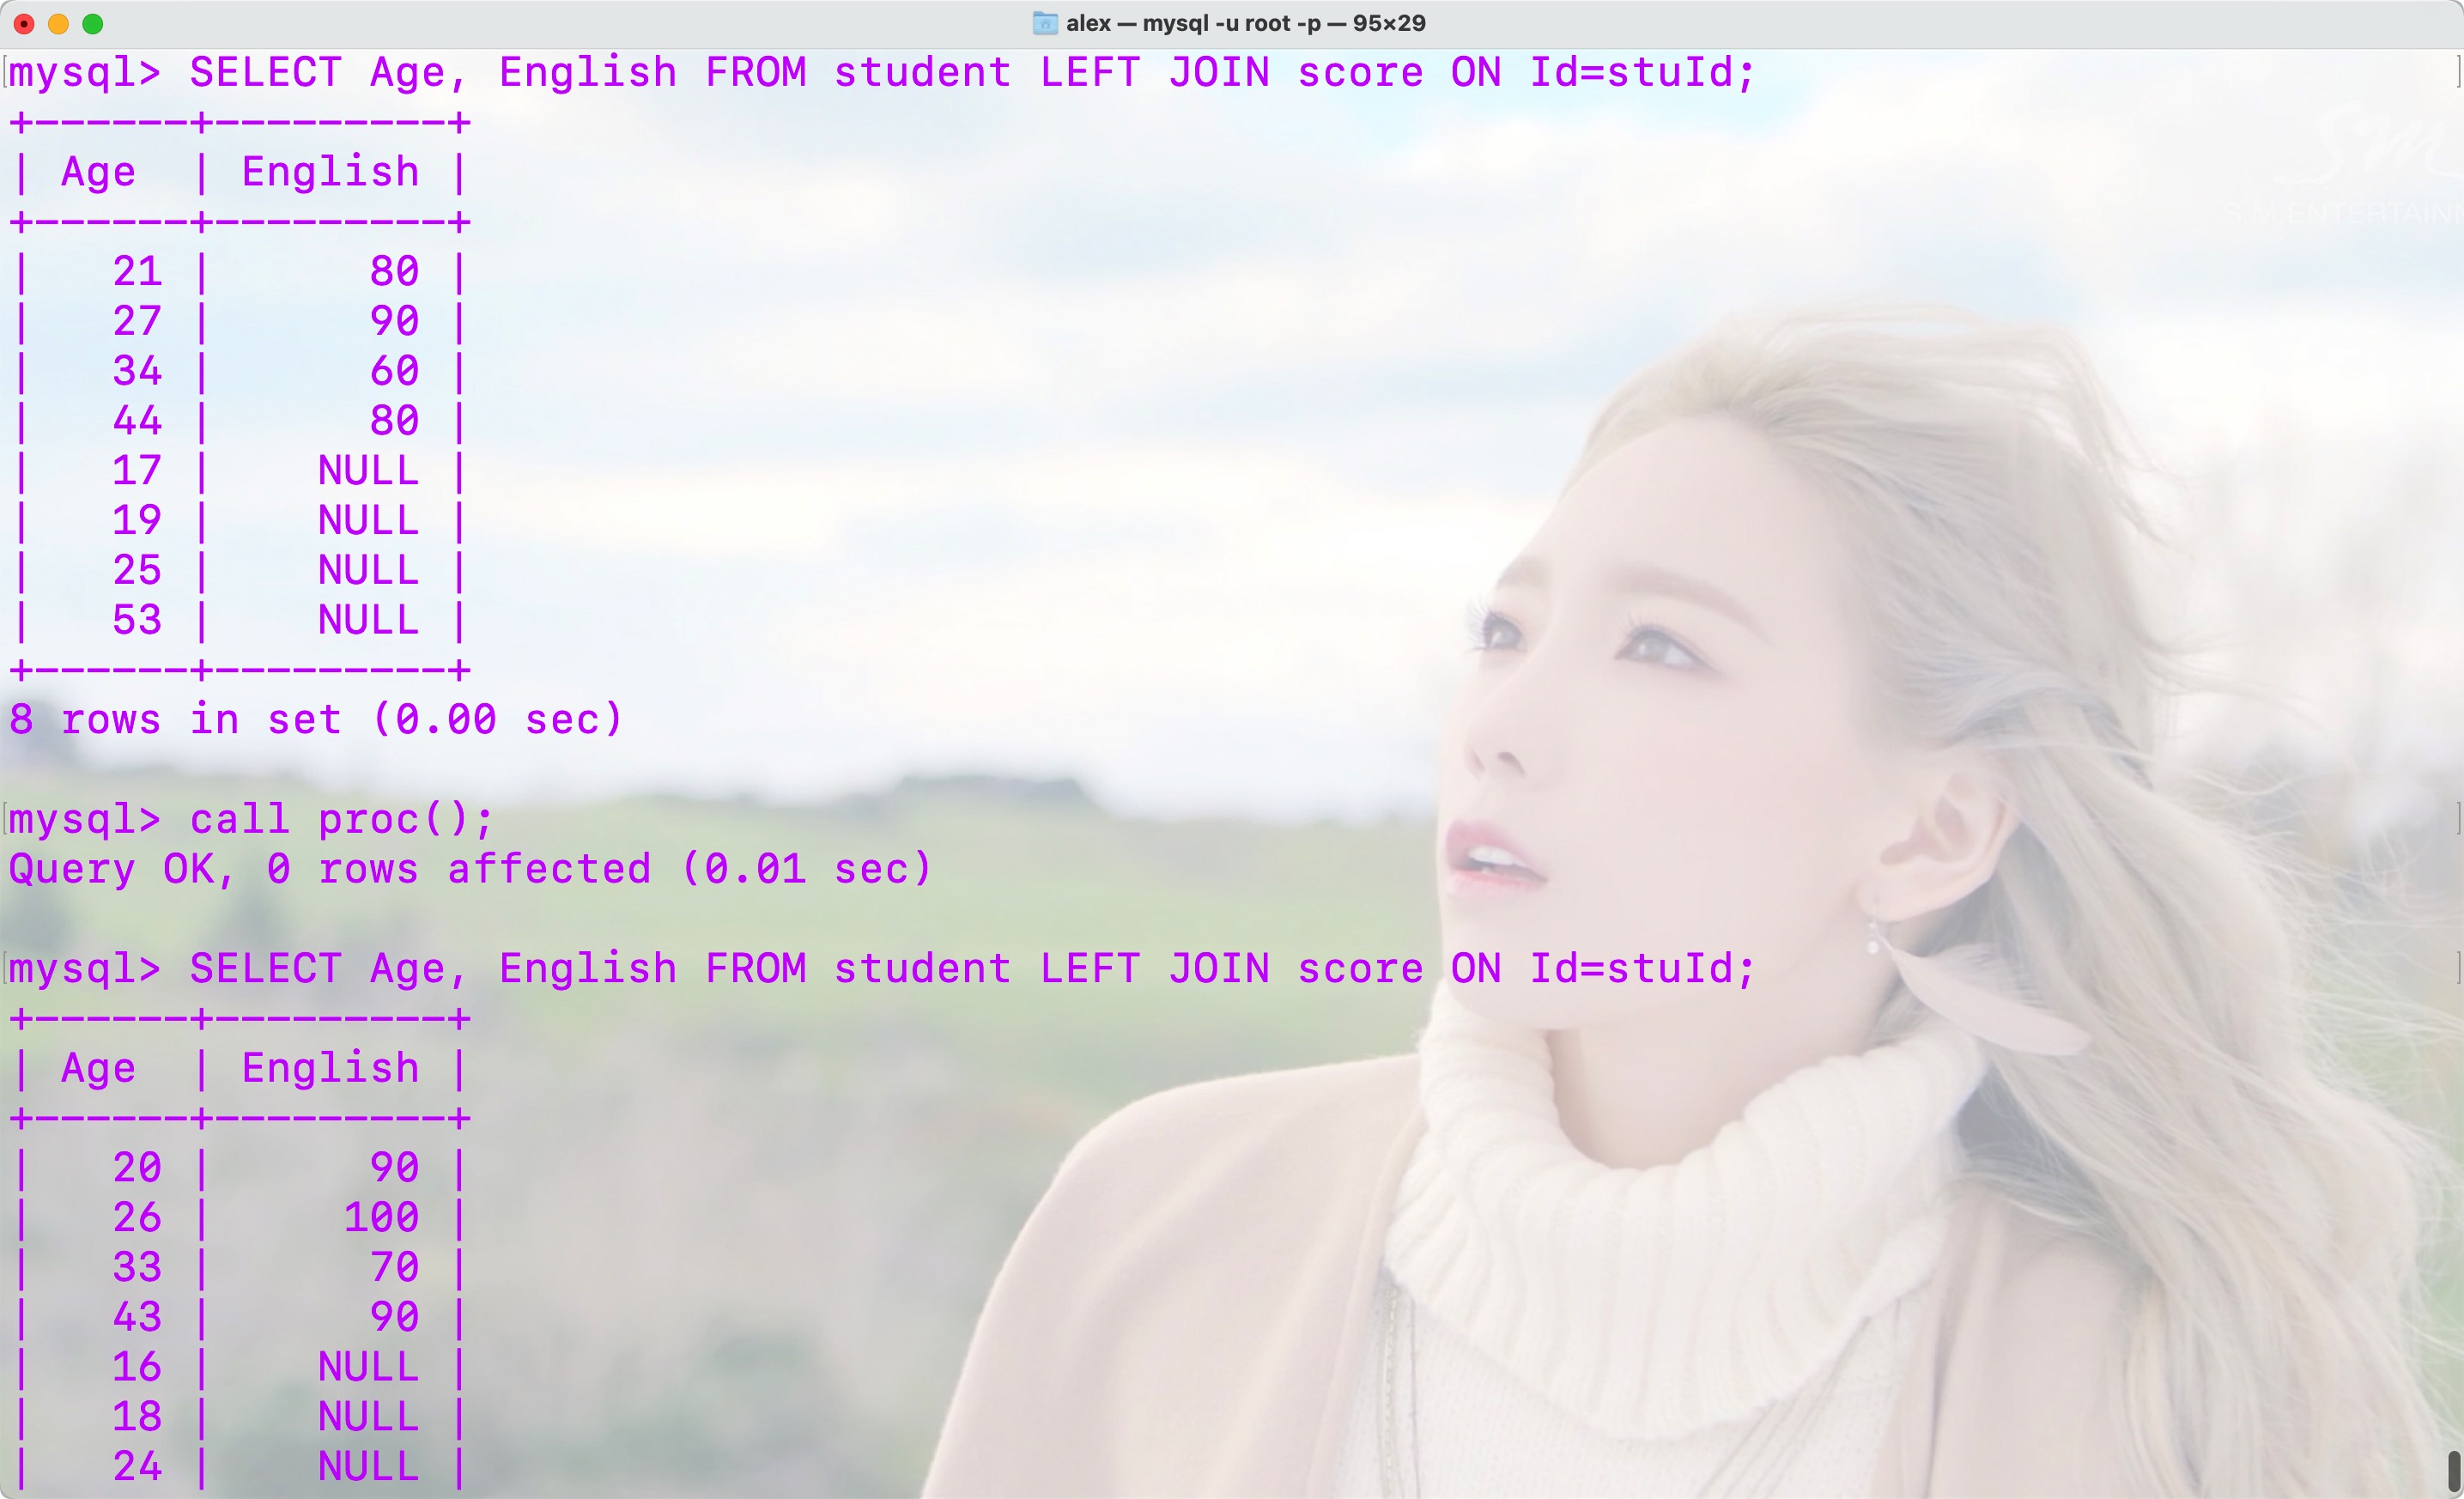 alex — mysql -u root -p — 95×29
mysql> SELECT Age, English FROM student LEFT JOIN score ON Id=stuId;
+------+---------+
| Age  | English |
+------+---------+
|   21 |      80 |
|   27 |      90 |
|   34 |      60 |
|   44 |      80 |
|   17 |    NULL |
|   19 |    NULL |
|   25 |    NULL |
|   53 |    NULL |
+------+---------+
8 rows in set (0.00 sec)
mysql> call proc();
Query OK, 0 rows affected (0.01 sec)
mysql> SELECT Age, English FROM student LEFT JOIN score ON Id=stuId;
+------+---------+
| Age  | English |
+------+---------+
|   20 |      90 |
|   26 |     100 |
|   33 |      70 |
|   43 |      90 |
|   16 |    NULL |
|   18 |    NULL |
|   24 |    NULL |